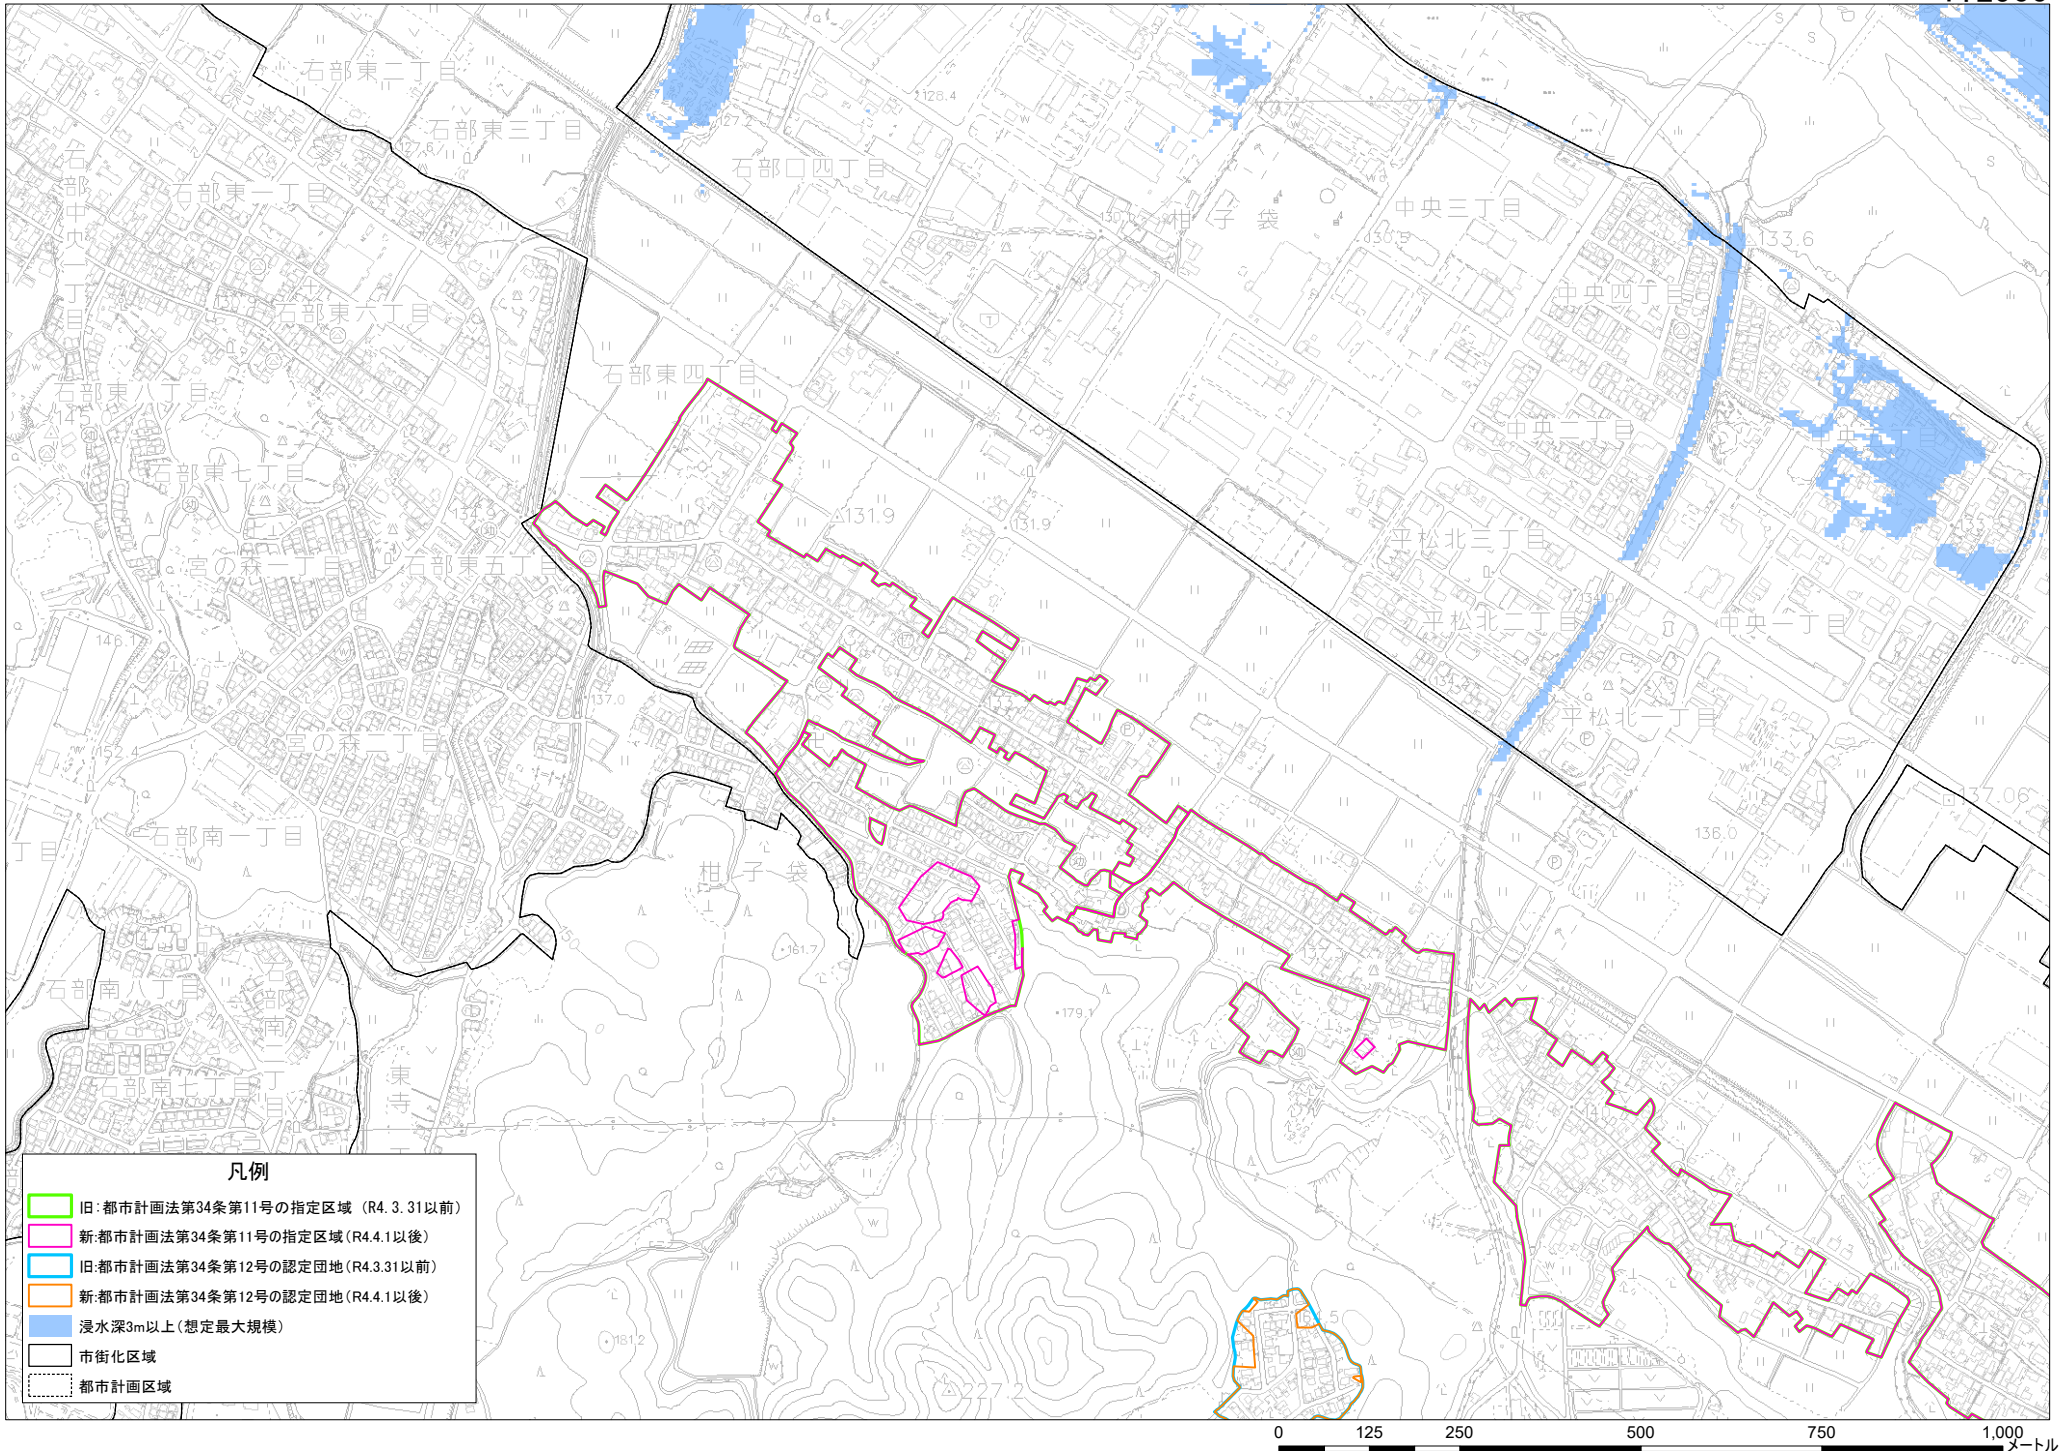 石部東二丁目
石部東三丁目
128.4
127.2
石部口四丁目
127.6
石部東一丁目
石部中央一丁目
柑子袋
中央三丁目
130.5
133.6
石部東六丁目
中央四丁目
石部東四丁目
石部東八丁目
中央二丁目
石部東七丁目
131.9
131.9
宮の森一丁目
石部東五丁目
平松北三丁目
平松北二丁目
中央一丁目
146.1
137.0
宮の森二丁目
平松北一丁目
152.4
137.06
136.0
石部南一丁目
丁目
柑子袋
161.7
150
石部南八丁目
179.1
石部南七丁目
東寺
凡例
旧:都市計画法第34条第11号の指定区域 (R4.3.31以前)
新:都市計画法第34条第11号の指定区域(R4.4.1以後)
旧:都市計画法第34条第12号の認定団地(R4.3.31以前)
新:都市計画法第34条第12号の認定団地(R4.4.1以後)
浸水深3m以上(想定最大規模)
市街化区域
都市計画区域
181.2
227.2
0 125 250 500 750 1,000
メートル